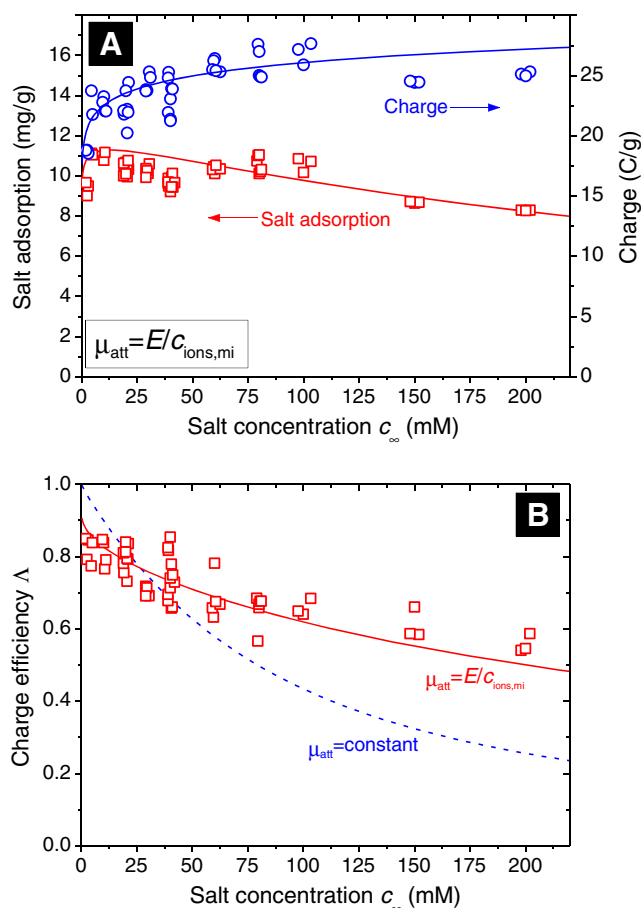 A
Salt adsorption (mg/g)
Charge (C/g)
16
14
12
10
8
6
4
2
0
25
20
15
10
5
0
Charge
Salt adsorption
μatt=E/cions,mi
0 25 50 75 100 125 150 175 200
Salt concentration c∞ (mM)
B
Charge efficiency Λ
1.0
0.8
0.6
0.4
0.2
0.0
μatt=E/cions,mi
μatt=constant
0 25 50 75 100 125 150 175 200
Salt concentration c∞ (mM)